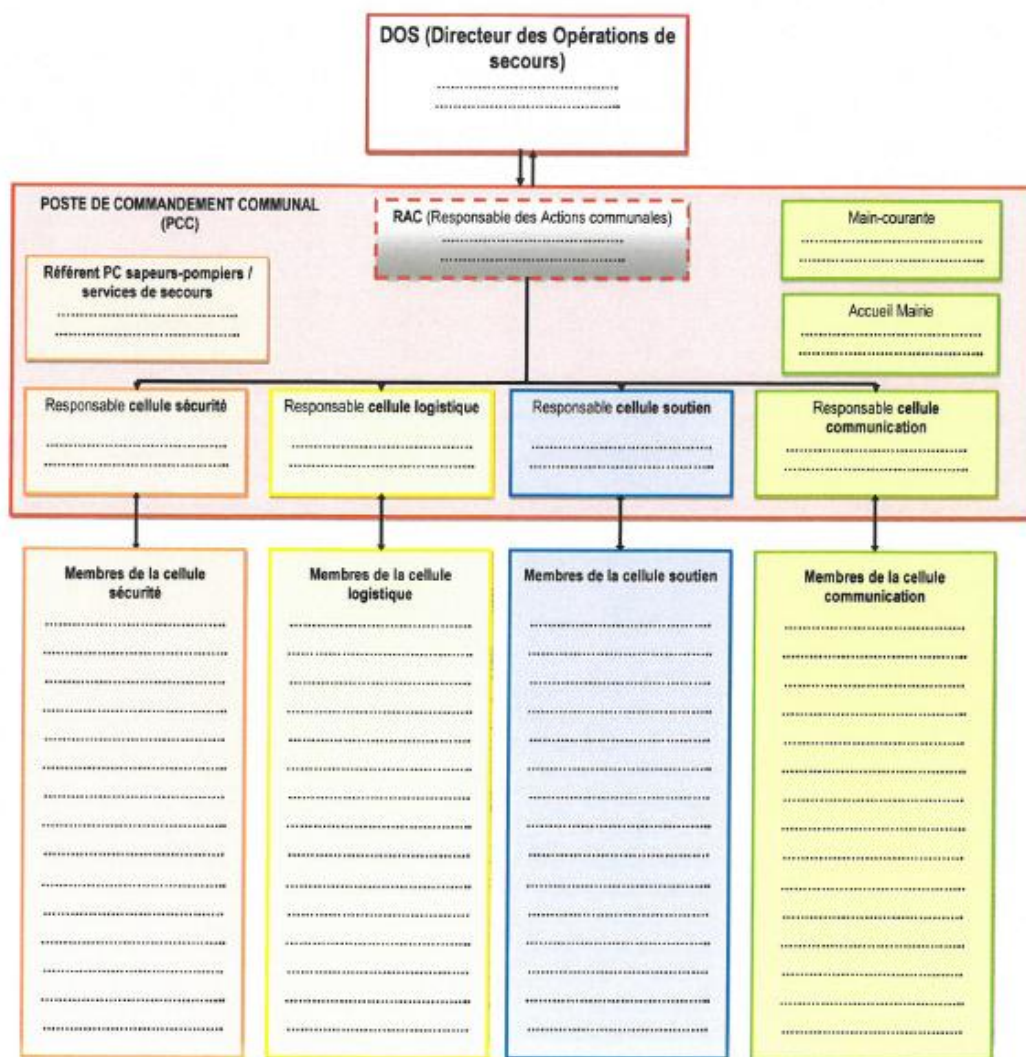 DOS (Directeur des Opérations de
secours)
POSTE DE COMMANDEMENT COMMUNAL
(PCC)
RAC (Responsable des Actions communales)
Main-courante
Référent PC sapeurs-pompiers /
services de secours
Accueil Mairie
Responsable cellule sécurité
Responsable cellule logistique
Responsable cellule soutien
Responsable cellule
communication
Membres de la cellule
sécurité
Membres de la cellule
logistique
Membres de la cellule soutien
Membres de la cellule
communication